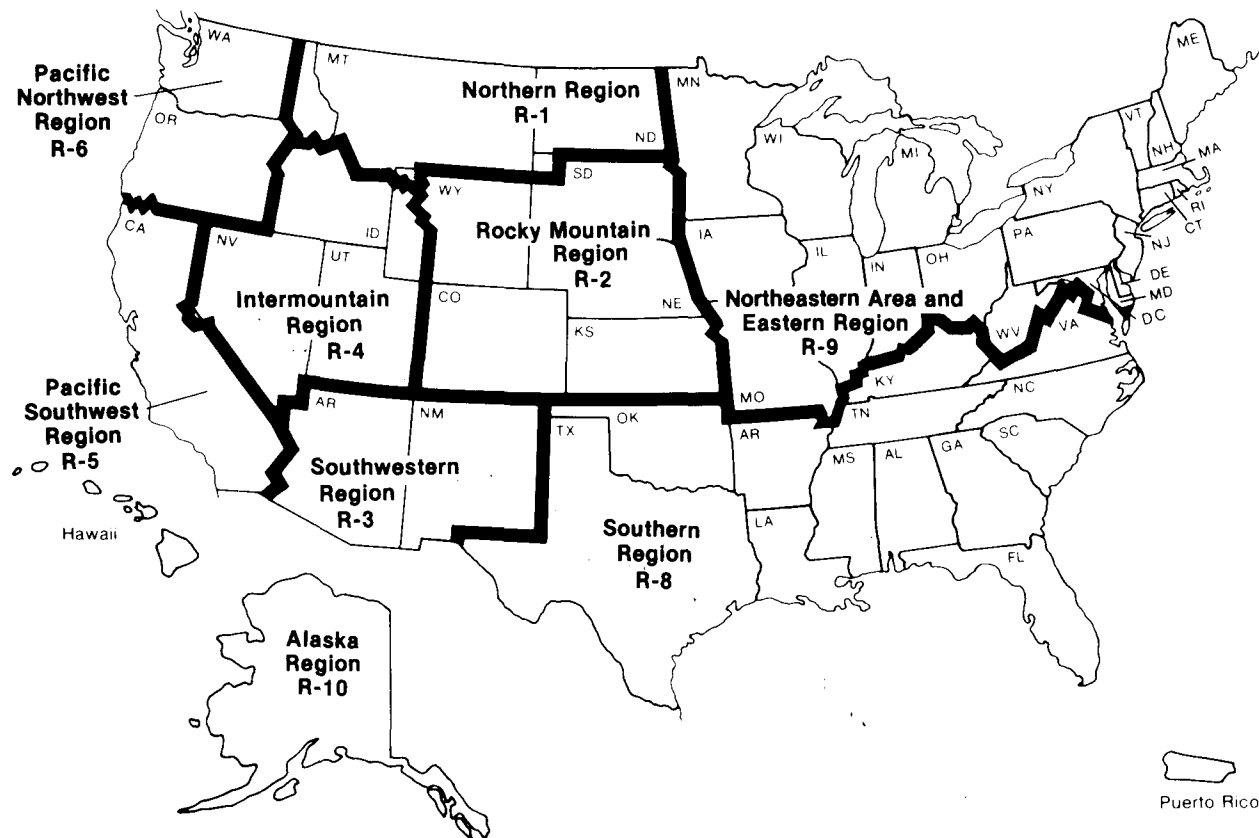 WA
Pacific
Northwest
Region
R-6
OR
MT
Northern Region
R-1
ND
MN
WI
MI
ME
VT
NH
MA
NY
RI
CT
PA
NJ
DE
MD
DC
SD
WY
Rocky Mountain
Region
R-2
NE
IA
IL
IN
OH
Northeastern Area and
Eastern Region
R-9
WV
VA
CA
NV
ID
UT
Intermountain
Region
R-4
CO
KS
MO
KY
NC
TN
SC
Pacific
Southwest
Region
R-5
AR
NM
Southwestern
Region
R-3
TX
OK
AR
MS
AL
GA
LA
FL
Southern
Region
R-8
Hawaii
Alaska
Region
R-10
Puerto Rico